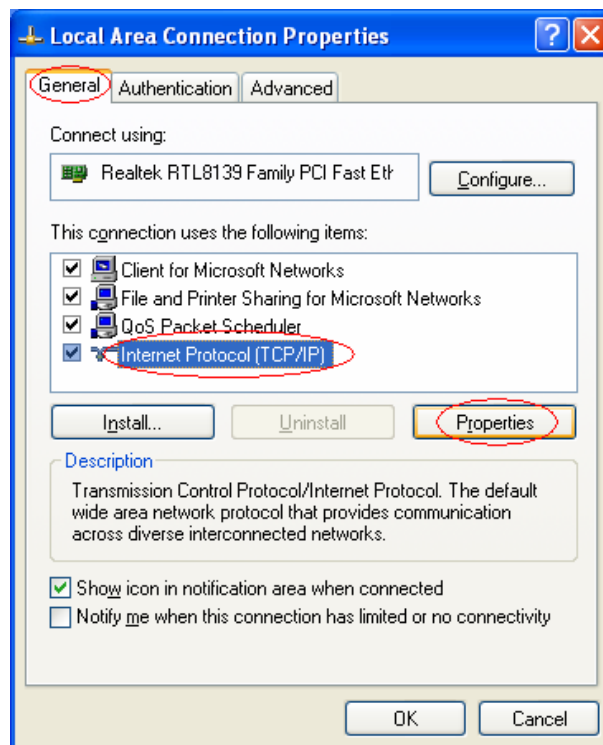 Local Area Connection Properties
General Authentication Advanced
Connect using:
Realtek RTL8139 Family PCI Fast Eth
Configure...
This connection uses the following items:
Client for Microsoft Networks
File and Printer Sharing for Microsoft Networks
QoS Packet Scheduler
Internet Protocol (TCP/IP)
Install... Uninstall Properties
Description
Transmission Control Protocol/Internet Protocol. The default
wide area network protocol that provides communication
across diverse interconnected networks.
Show icon in notification area when connected
Notify me when this connection has limited or no connectivity
OK Cancel